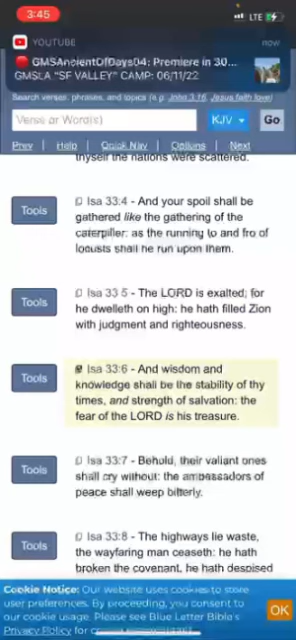 3:45
LTE
YOUTUBE
now
GMSAncientOfDays04: Premiere in 30...
GMSLA "SF VALLEY" CAMP: 06/11/22
Search verses, phrases, and topics (e.g. John 3:16, Jesus faith love)
Verse or Word(s)
KJV
Go
Prev | Help | Quick Nav | Options | Next
thyself the nations were scattered.
Tools
Isa 33:4 - And your spoil shall be
gathered like the gathering of the
caterpiller: as the running to and fro of
locusts shall he run upon them.
Tools
Isa 33:5 - The LORD is exalted; for
he dwelleth on high: he hath filled Zion
with judgment and righteousness.
Tools
Isa 33:6 - And wisdom and
knowledge shall be the stability of thy
times, and strength of salvation: the
fear of the LORD is his treasure.
Tools
Isa 33:7 - Behold, their valiant ones
shall cry without: the ambassadors of
peace shall weep bitterly.
Tools
Isa 33:8 - The highways lie waste,
the wayfaring man ceaseth: he hath
broken the covenant, he hath despised
Cookie Notice: Our website uses cookies to store
user preferences. By proceeding, you consent to
our cookie usage. Please see Blue Letter Bible's
Privacy Policy for
OK